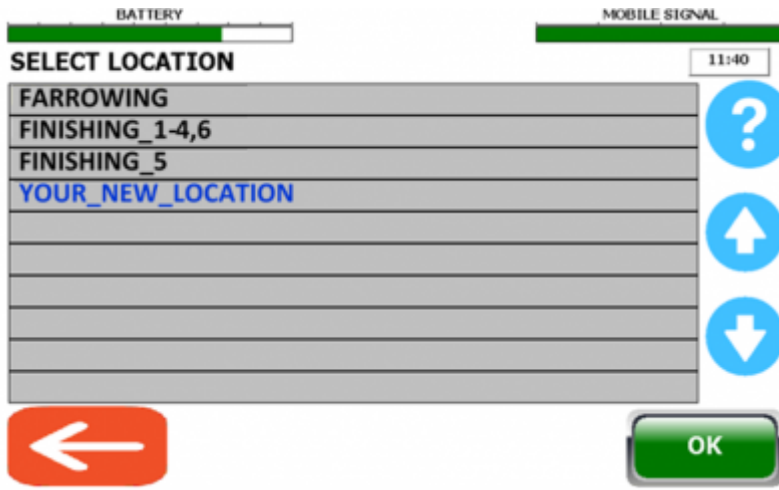 BATTERY MOBILE SIGNAL
SELECT LOCATION 11:40
FARROWING
FINISHING_1-4,6
FINISHING_5
YOUR_NEW_LOCATION
?
OK